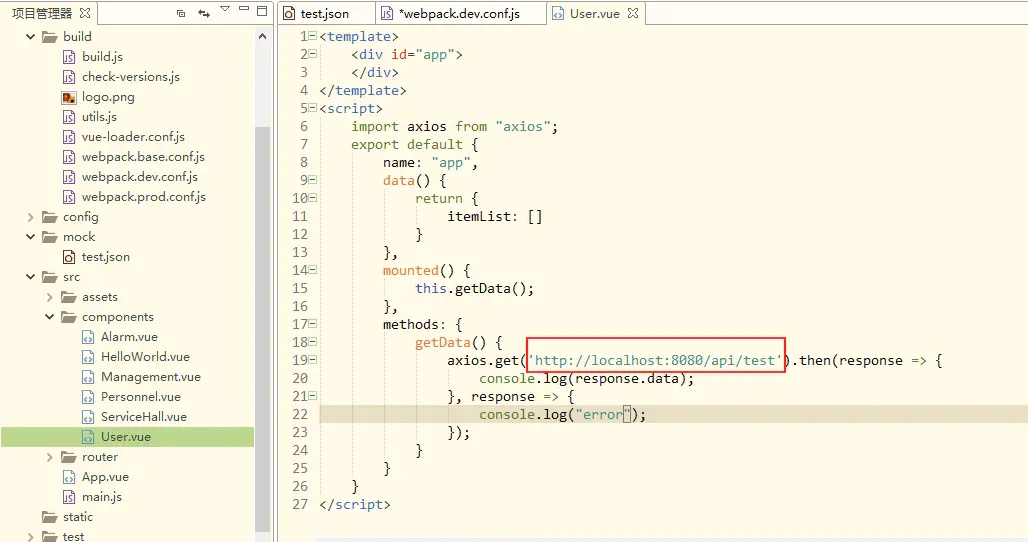 项目管理器
build
build.js
check-versions.js
logo.png
utils.js
vue-loader.conf.js
webpack.base.conf.js
webpack.dev.conf.js
webpack.prod.conf.js
config
mock
test.json
src
assets
components
Alarm.vue
HelloWorld.vue
Management.vue
Personnel.vue
ServiceHall.vue
User.vue
router
App.vue
main.js
static
test
test.json
*webpack.dev.conf.js
User.vue
1 <template>
2     <div id="app">
3     </div>
4 </template>
5 <script>
6     import axios from "axios";
7     export default {
8         name: "app",
9         data() {
10             return {
11                 itemList: []
12             }
13         },
14         mounted() {
15             this.getData();
16         },
17         methods: {
18             getData() {
19                 axios.get('http://localhost:8080/api/test').then(response => {
20                     console.log(response.data);
21                 }, response => {
22                     console.log("error");
23                 });
24             }
25         }
26     }
27 </script>